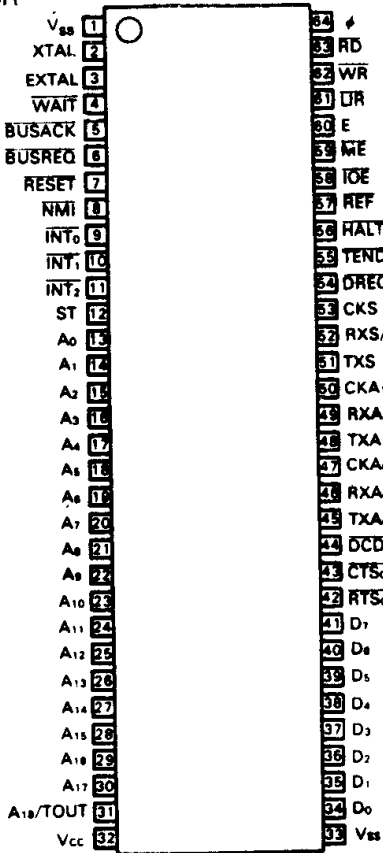 V̇ss 1
XTAL 2
EXTAL 3
WAIT 4
BUSACK 5
BUSREQ 6
RESET 7
NMI 8
INT₀ 9
INT₁ 10
INT₂ 11
ST 12
A₀ 13
A₁ 14
A₂ 15
A₃ 16
A₄ 17
A₅ 18
A₆ 19
A₇ 20
A₈ 21
A₉ 22
A₁₀ 23
A₁₁ 24
A₁₂ 25
A₁₃ 26
A₁₄ 27
A₁₅ 28
A₁₆ 29
A₁₇ 30
A₁₈/TOUT 31
Vcc 32
64 ϕ
63 RD
62 WR
61 LIR
60 E
59 ME
58 IOE
57 REF
56 HALT
55 TEND
54 DREQ
53 CKS
52 RXS/
51 TXS
50 CKA
49 RXA
48 TXA
47 CKA
46 RXA
45 TXA
44 DCD
43 CTS
42 RTS
41 D₇
40 D₆
39 D₅
38 D₄
37 D₃
36 D₂
35 D₁
34 D₀
33 Vss